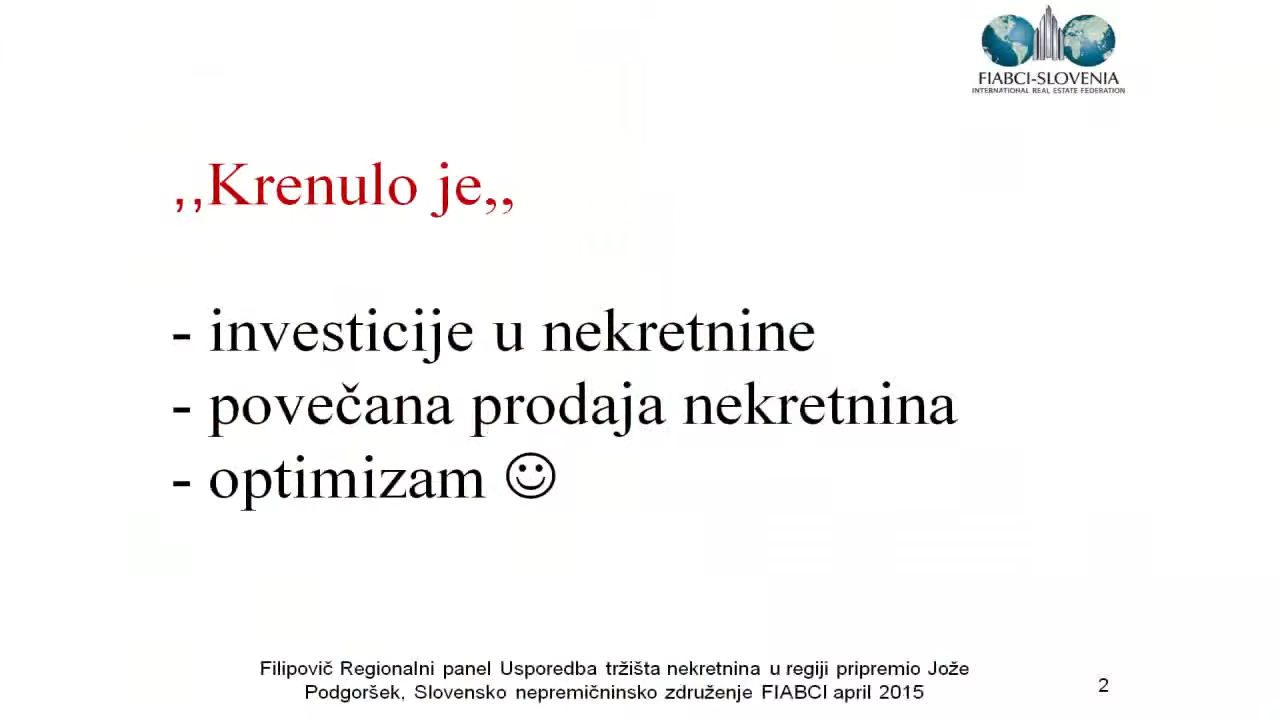 FIABCI-SLOVENIA
INTERNATIONAL REAL ESTATE FEDERATION
,,Krenulo je,,
- investicije u nekretnine
- povečana prodaja nekretnina
- optimizam ☺
Filipovič Regionalni panel Usporedba tržišta nekretnina u regiji pripremio Jože
Podgoršek, Slovensko nepremičninsko združenje FIABCI april 2015
2